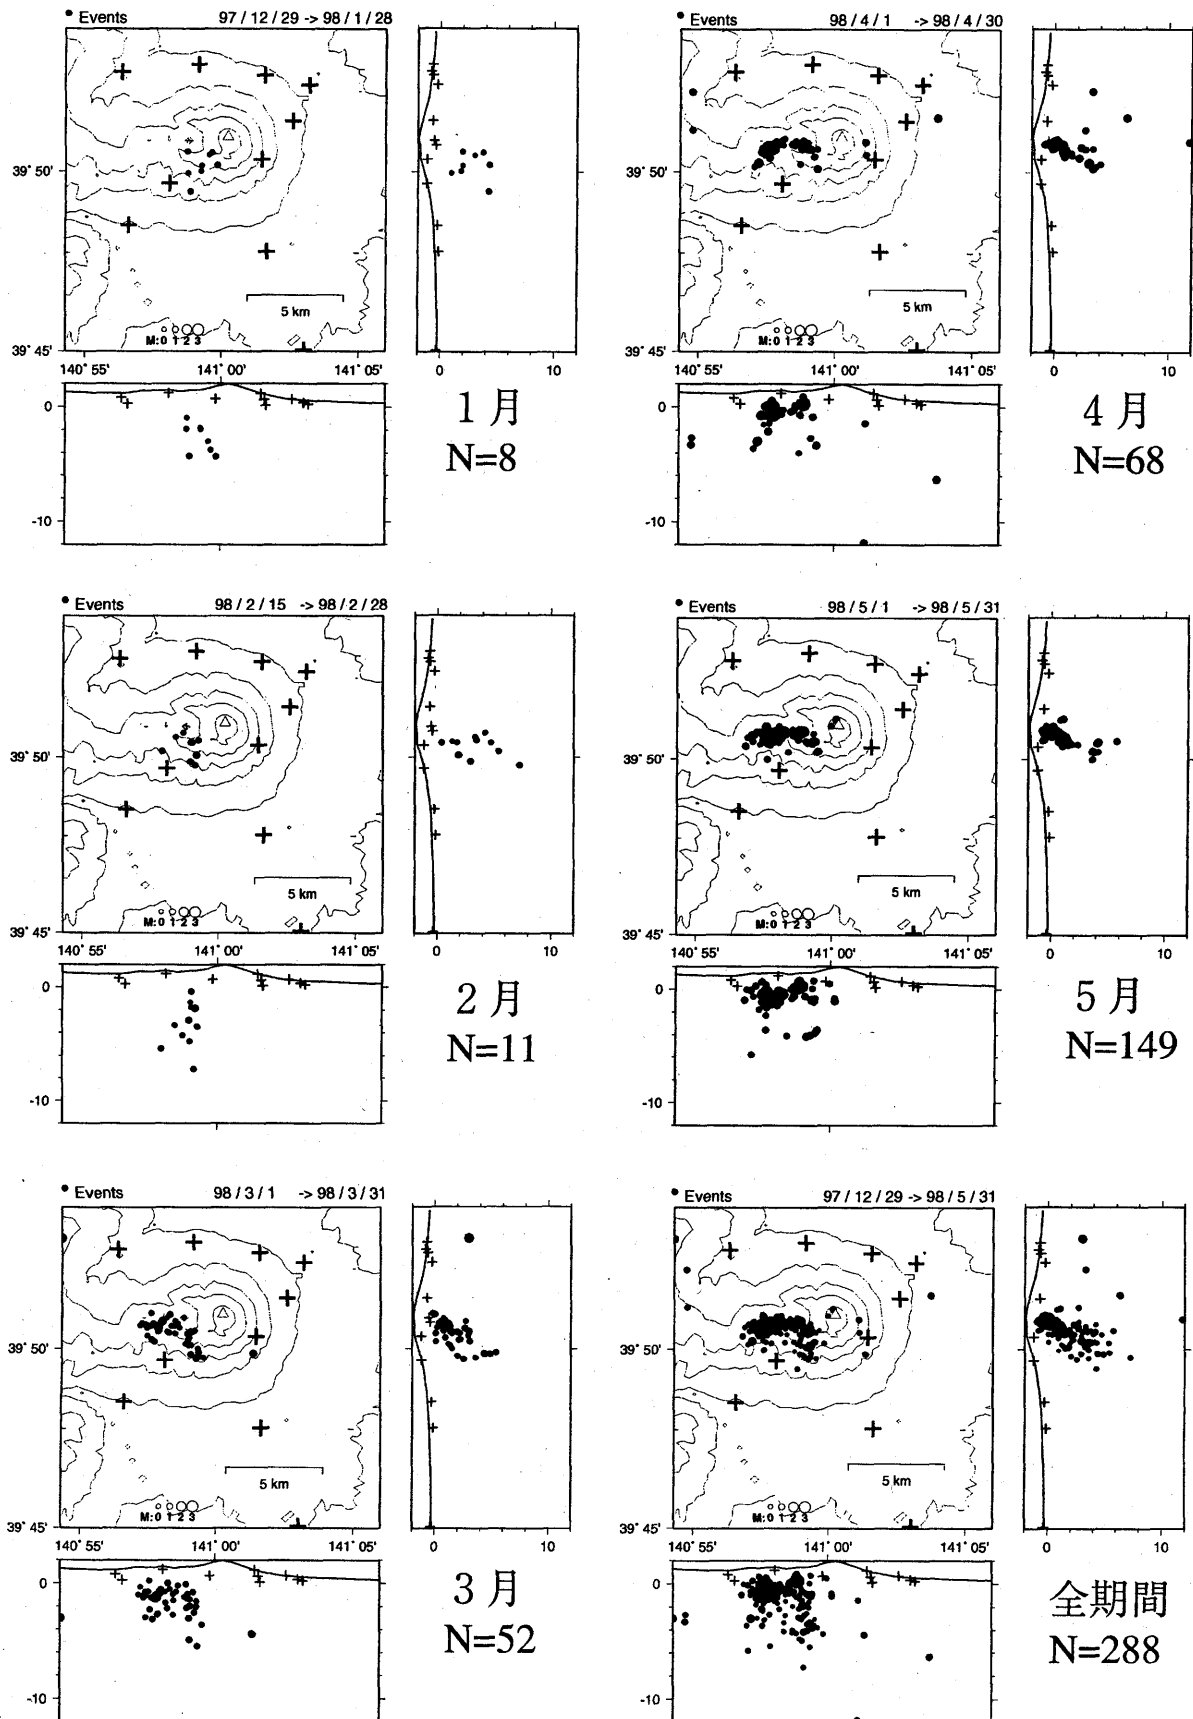 Events 97 / 12 / 29 -> 98 / 1 / 28
39° 50'
5 km
M: 0 1 2 3
39° 45'
140° 55' 141° 00' 141° 05'
0 10
0
-10
1月
N=8
Events 98 / 4 / 1 -> 98 / 4 / 30
39° 50'
5 km
M: 0 1 2 3
39° 45'
140° 55' 141° 00' 141° 05'
0 10
0
-10
4月
N=68
Events 98 / 2 / 15 -> 98 / 2 / 28
39° 50'
5 km
M: 0 1 2 3
39° 45'
140° 55' 141° 00' 141° 05'
0 10
0
-10
2月
N=11
Events 98 / 5 / 1 -> 98 / 5 / 31
39° 50'
5 km
M: 0 1 2 3
39° 45'
140° 55' 141° 00' 141° 05'
0 10
0
-10
5月
N=149
Events 98 / 3 / 1 -> 98 / 3 / 31
39° 50'
5 km
M: 0 1 2 3
39° 45'
140° 55' 141° 00' 141° 05'
0 10
0
-10
3月
N=52
Events 97 / 12 / 29 -> 98 / 5 / 31
39° 50'
5 km
M: 0 1 2 3
39° 45'
140° 55' 141° 00' 141° 05'
0 10
0
-10
全期間
N=288